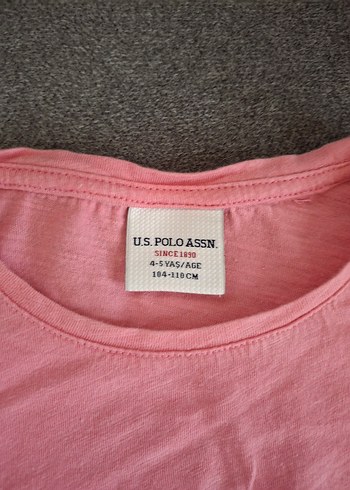 U.S. POLO ASSN.
SINCE 1890
4-5 YAŞ/AGE
104-110 CM